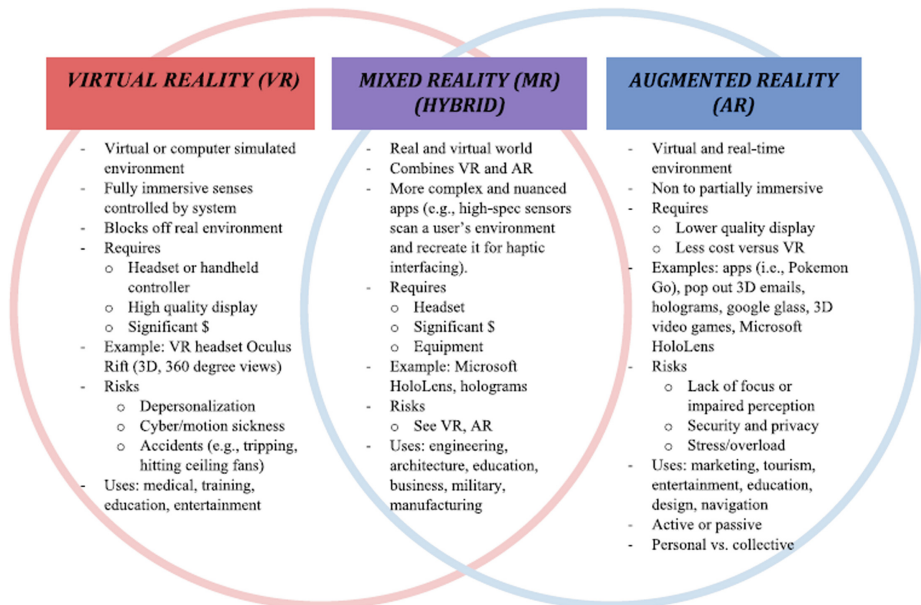 VIRTUAL REALITY (VR)
- Virtual or computer simulated
environment
- Fully immersive senses
controlled by system
- Blocks off real environment
- Requires
o Headset or handheld
controller
o High quality display
o Significant $
- Example: VR headset Oculus
Rift (3D, 360 degree views)
- Risks
o Depersonalization
o Cyber/motion sickness
o Accidents (e.g., tripping,
hitting ceiling fans)
- Uses: medical, training,
education, entertainment
MIXED REALITY (MR)
(HYBRID)
- Real and virtual world
- Combines VR and AR
- More complex and nuanced
apps (e.g., high-spec sensors
scan a user's environment
and recreate it for haptic
interfacing).
- Requires
o Headset
o Significant $
o Equipment
- Example: Microsoft
HoloLens, holograms
- Risks
o See VR, AR
- Uses: engineering,
architecture, education,
business, military,
manufacturing
AUGMENTED REALITY
(AR)
- Virtual and real-time
environment
- Non to partially immersive
- Requires
o Lower quality display
o Less cost versus VR
- Examples: apps (i.e., Pokemon
Go), pop out 3D emails,
holograms, google glass, 3D
video games, Microsoft
HoloLens
- Risks
o Lack of focus or
impaired perception
o Security and privacy
o Stress/overload
- Uses: marketing, tourism,
entertainment, education,
design, navigation
- Active or passive
- Personal vs. collective